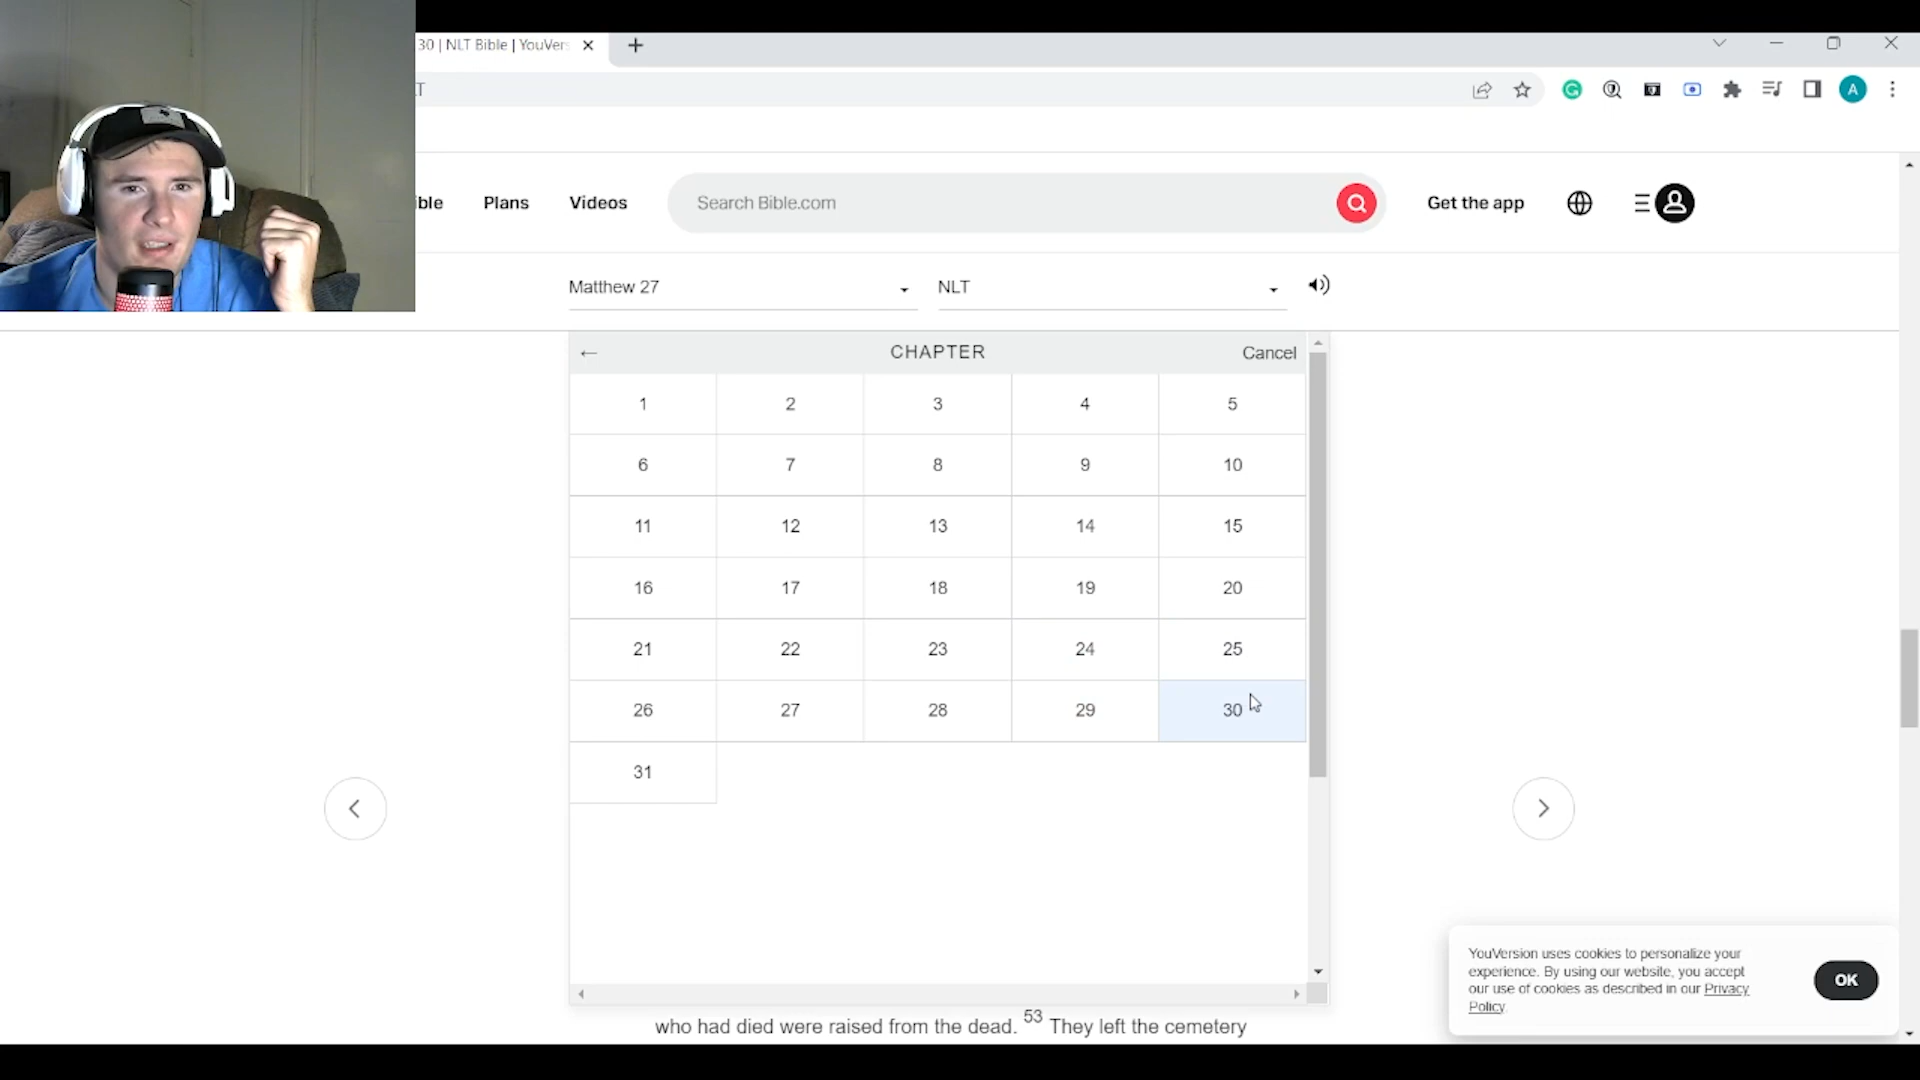 30 | NLT Bible | YouVers
LT
A
ible
Plans
Videos
Search Bible.com
Get the app
Matthew 27
NLT
CHAPTER
Cancel
1 2 3 4 5
6 7 8 9 10
11 12 13 14 15
16 17 18 19 20
21 22 23 24 25
26 27 28 29 30
31
who had died were raised from the dead. 53 They left the cemetery
YouVersion uses cookies to personalize your
experience. By using our website, you accept
our use of cookies as described in our Privacy
Policy.
OK